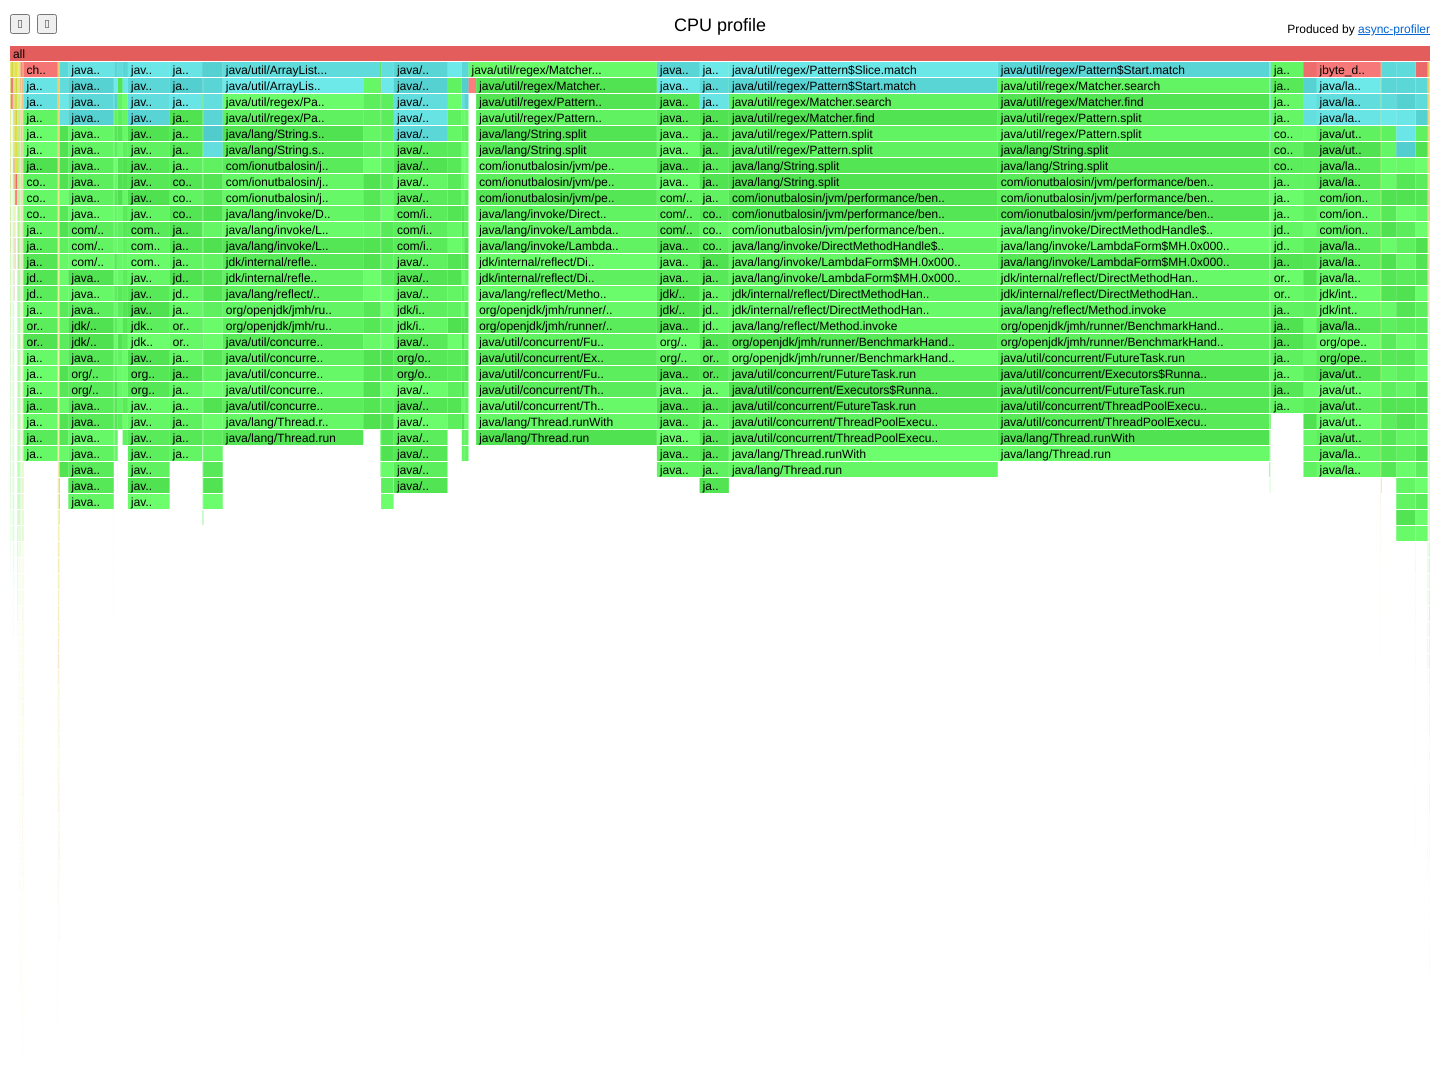 CPU profile
Produced by async-profiler
all
ch.. java.. jav.. ja.. java/util/ArrayList... java/.. java/util/regex/Matcher... java.. ja.. java/util/regex/Pattern$Slice.match java/util/regex/Pattern$Start.match ja.. jbyte_d..
ja.. java.. jav.. ja.. java/util/ArrayLis.. java/.. java/util/regex/Matcher.. java.. ja.. java/util/regex/Pattern$Start.match java/util/regex/Matcher.search ja.. java/la..
ja.. java.. jav.. ja.. java/util/regex/Pa.. java/.. java/util/regex/Pattern.. java.. ja.. java/util/regex/Matcher.search java/util/regex/Matcher.find ja.. java/la..
ja.. java.. jav.. ja.. java/util/regex/Pa.. java/.. java/util/regex/Pattern.. java.. ja.. java/util/regex/Matcher.find java/util/regex/Pattern.split ja.. java/la..
ja.. java.. jav.. ja.. java/lang/String.s.. java/.. java/lang/String.split java.. ja.. java/util/regex/Pattern.split java/util/regex/Pattern.split co.. java/ut..
ja.. java.. jav.. ja.. java/lang/String.s.. java/.. java/lang/String.split java.. ja.. java/util/regex/Pattern.split java/lang/String.split co.. java/ut..
ja.. java.. jav.. ja.. com/ionutbalosin/j.. java/.. com/ionutbalosin/jvm/pe.. java.. ja.. java/lang/String.split java/lang/String.split co.. java/la..
co.. java.. jav.. co.. com/ionutbalosin/j.. java/.. com/ionutbalosin/jvm/pe.. java.. ja.. java/lang/String.split com/ionutbalosin/jvm/performance/ben.. ja.. java/la..
co.. java.. jav.. co.. com/ionutbalosin/j.. java/.. com/ionutbalosin/jvm/pe.. com/.. ja.. com/ionutbalosin/jvm/performance/ben.. com/ionutbalosin/jvm/performance/ben.. ja.. com/ion..
co.. java.. jav.. co.. java/lang/invoke/D.. com/i.. java/lang/invoke/Direct.. com/.. co.. com/ionutbalosin/jvm/performance/ben.. com/ionutbalosin/jvm/performance/ben.. ja.. com/ion..
ja.. com/.. com.. ja.. java/lang/invoke/L.. com/i.. java/lang/invoke/Lambda.. com/.. co.. com/ionutbalosin/jvm/performance/ben.. java/lang/invoke/DirectMethodHandle$.. jd.. com/ion..
ja.. com/.. com.. ja.. java/lang/invoke/L.. com/i.. java/lang/invoke/Lambda.. java.. co.. java/lang/invoke/DirectMethodHandle$.. java/lang/invoke/LambdaForm$MH.0x000.. jd.. java/la..
ja.. com/.. com.. ja.. jdk/internal/refle.. java/.. jdk/internal/reflect/Di.. java.. ja.. java/lang/invoke/LambdaForm$MH.0x000.. java/lang/invoke/LambdaForm$MH.0x000.. ja.. java/la..
jd.. java.. jav.. jd.. jdk/internal/refle.. java/.. jdk/internal/reflect/Di.. java.. ja.. java/lang/invoke/LambdaForm$MH.0x000.. jdk/internal/reflect/DirectMethodHan.. or.. java/la..
jd.. java.. jav.. jd.. java/lang/reflect/.. java/.. java/lang/reflect/Metho.. jdk/.. ja.. jdk/internal/reflect/DirectMethodHan.. jdk/internal/reflect/DirectMethodHan.. or.. jdk/int..
ja.. java.. jav.. ja.. org/openjdk/jmh/ru.. java/.. org/openjdk/jmh/runner/.. jdk/.. jd.. jdk/internal/reflect/DirectMethodHan.. java/lang/reflect/Method.invoke ja.. jdk/int..
or.. jdk/.. jdk.. or.. org/openjdk/jmh/ru.. jdk/i.. org/openjdk/jmh/runner/.. java.. jd.. java/lang/reflect/Method.invoke org/openjdk/jmh/runner/BenchmarkHand.. ja.. java/la..
or.. jdk/.. jdk.. or.. java/util/concurre.. jdk/i.. java/util/concurrent/Fu.. org/.. ja.. org/openjdk/jmh/runner/BenchmarkHand.. org/openjdk/jmh/runner/BenchmarkHand.. ja.. org/ope..
ja.. java.. jav.. ja.. java/util/concurre.. org/o.. java/util/concurrent/Ex.. org/.. or.. org/openjdk/jmh/runner/BenchmarkHand.. java/util/concurrent/FutureTask.run ja.. org/ope..
ja.. org/.. org.. ja.. java/util/concurre.. org/o.. java/util/concurrent/Fu.. java.. or.. java/util/concurrent/FutureTask.run java/util/concurrent/Executors$Runna.. ja.. java/ut..
ja.. org/.. org.. ja.. java/util/concurre.. java/.. java/util/concurrent/Th.. java.. ja.. java/util/concurrent/Executors$Runna.. java/util/concurrent/FutureTask.run ja.. java/ut..
ja.. java.. jav.. ja.. java/util/concurre.. java/.. java/util/concurrent/Th.. java.. ja.. java/util/concurrent/FutureTask.run java/util/concurrent/ThreadPoolExecu.. ja.. java/ut..
ja.. java.. jav.. ja.. java/lang/Thread.r.. java/.. java/lang/Thread.runWith java.. ja.. java/util/concurrent/ThreadPoolExecu.. java/util/concurrent/ThreadPoolExecu.. java/ut..
ja.. java.. jav.. ja.. java/lang/Thread.run java/.. java/lang/Thread.run java.. ja.. java/util/concurrent/ThreadPoolExecu.. java/lang/Thread.runWith java/ut..
ja.. java.. jav.. ja.. java/.. java.. ja.. java/lang/Thread.runWith java/lang/Thread.run java/la..
java.. jav.. java/.. java.. ja.. java/lang/Thread.run java/la..
java.. jav.. java/.. ja..
java.. jav..